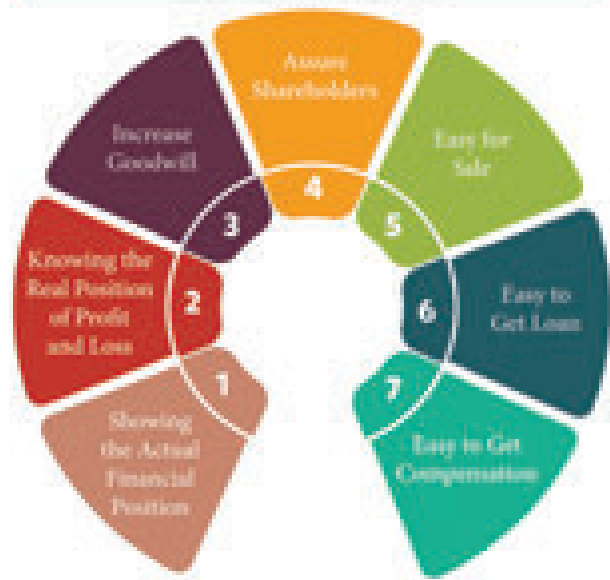 1
Showing
the Actual
Financial
Position
2
Knowing the
Real Position
of Profit
and Loss
3
Increase
Goodwill
4
Assure
Shareholders
5
Easy for
Sale
6
Easy to
Get Loan
7
Easy to Get
Compensation